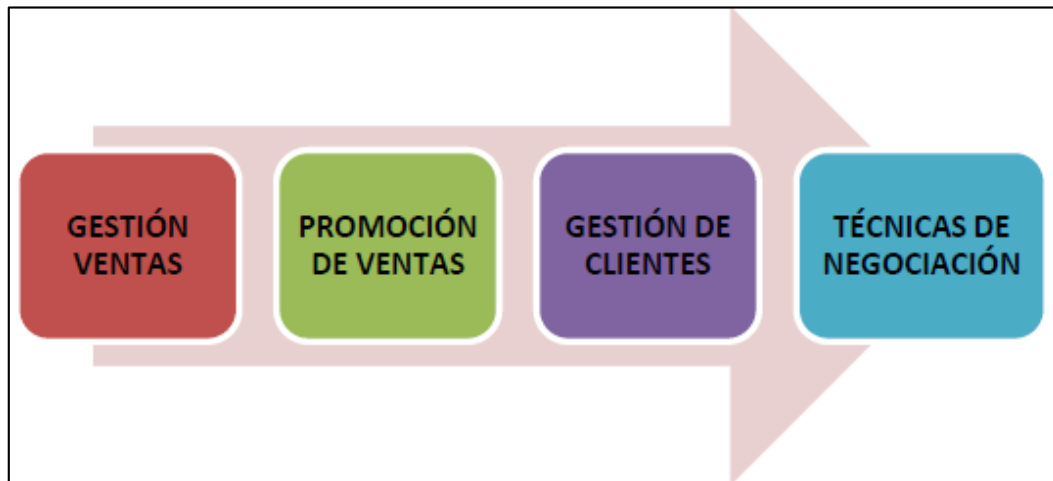 GESTIÓN
VENTAS
PROMOCIÓN
DE VENTAS
GESTIÓN DE
CLIENTES
TÉCNICAS DE
NEGOCIACIÓN